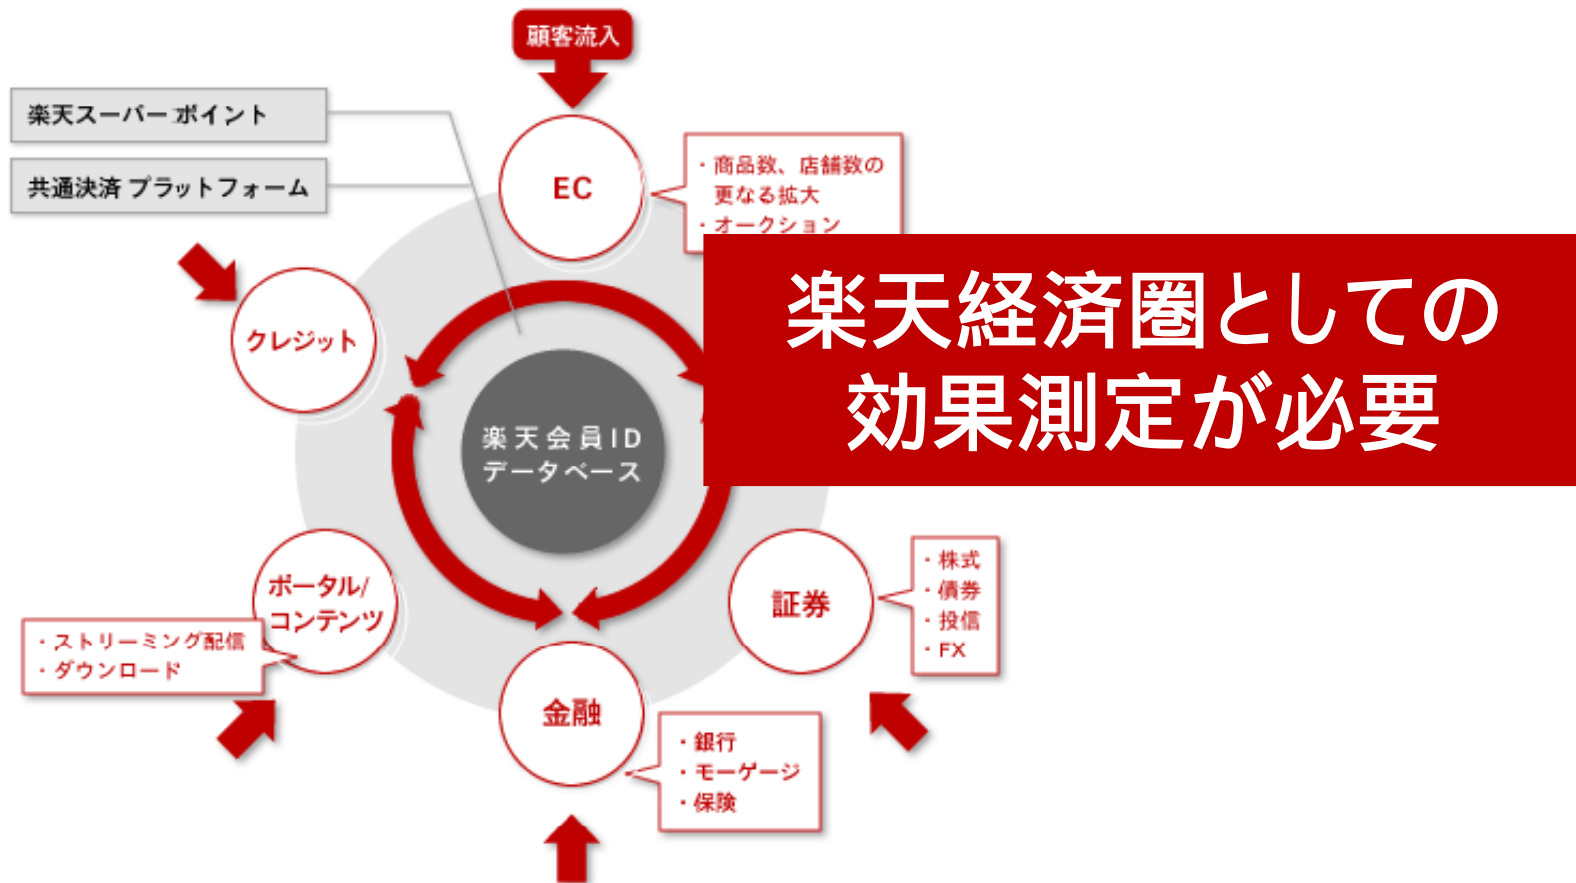 顧客流入
楽天スーパーポイント
共通決済プラットフォーム
EC
・商品数、店舗数の
更なる拡大
・オークション
楽天経済圏としての
効果測定が必要
クレジット
楽天会員ID
データベース
ポータル/
コンテンツ
・ストリーミング配信
・ダウンロード
証券
・株式
・債券
・投信
・FX
金融
・銀行
・モーゲージ
・保険